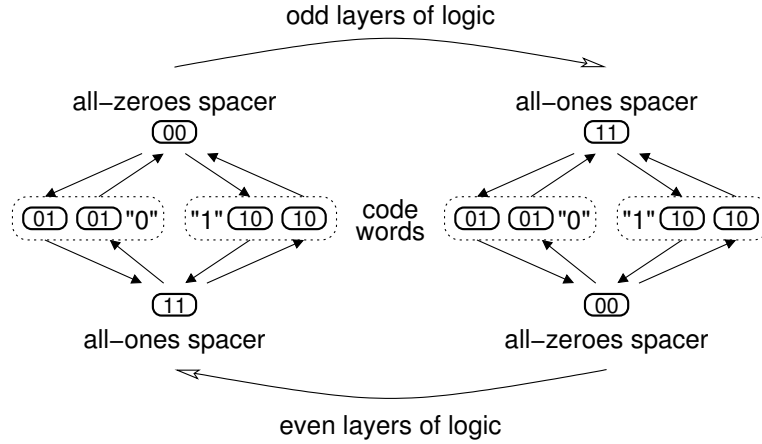 odd layers of logic
all–zeroes spacer
all–ones spacer
00
11
01 01 "0" "1" 10 10
code
words
01 01 "0" "1" 10 10
11
00
all–ones spacer
all–zeroes spacer
even layers of logic